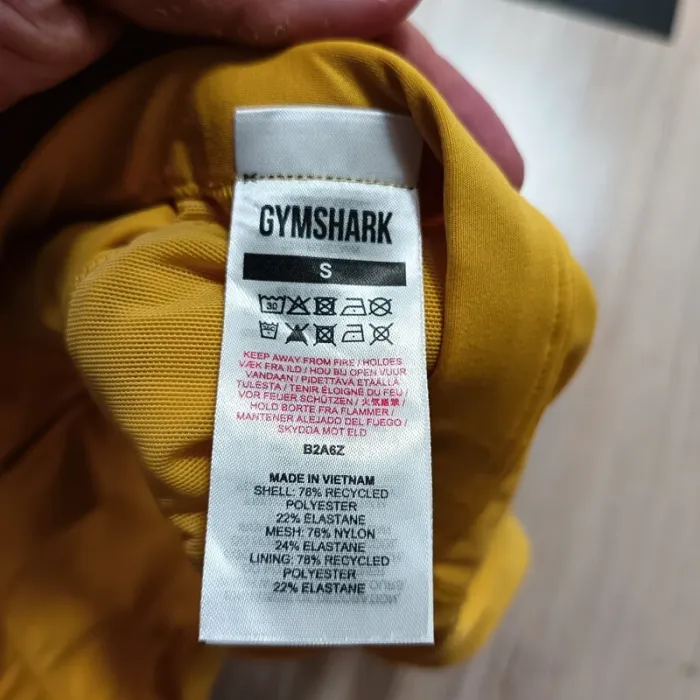 GYMSHARK
S
30
KEEP AWAY FROM FIRE / HOLDES
VÆK FRA ILD / HOU BIJ OPEN VUUR
VANDAAN / PIDETTÄVÄ ETÄÄLLÄ
TULESTA / TENIR ÉLOIGNÉ DU FEU /
VOR FEUER SCHÜTZEN / 火気厳禁 /
HOLD BORTE FRA FLAMMER /
MANTENER ALEJADO DEL FUEGO /
SKYDDA MOT ELD
B2A6Z
MADE IN VIETNAM
SHELL: 78% RECYCLED
POLYESTER
22% ELASTANE
MESH: 76% NYLON
24% ELASTANE
LINING: 78% RECYCLED
POLYESTER
22% ELASTANE